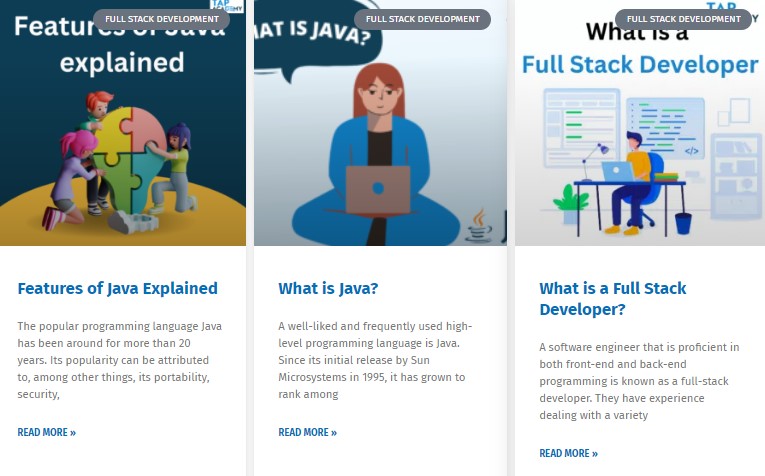 TAP
FULL STACK DEVELOPMENT
Features of Java
explained
Features of Java Explained
The popular programming language Java
has been around for more than 20
years. Its popularity can be attributed
to, among other things, its portability,
security,
READ MORE »
FULL STACK DEVELOPMENT
IS JAVA?
Features of Java Explained
What is Java?
A well-liked and frequently used high-
level programming language is Java.
Since its initial release by Sun
Microsystems in 1995, it has grown to
rank among
READ MORE »
TAP
FULL STACK DEVELOPMENT
What is a
Full Stack Developer
</>
What is a Full Stack
Developer?
A software engineer that is proficient in
both front-end and back-end
programming is known as a full-stack
developer. They have experience
dealing with a variety
READ MORE »